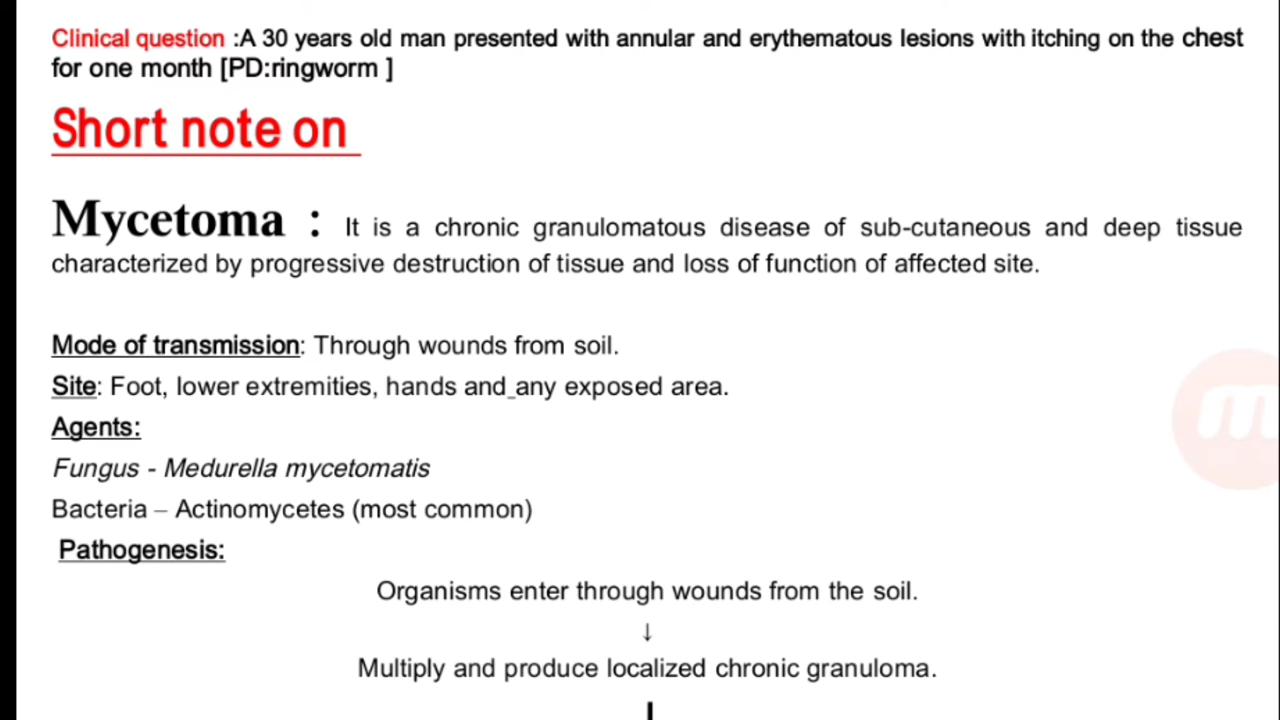 Clinical question :A 30 years old man presented with annular and erythematous lesions with itching on the chest
for one month [PD:ringworm ]
Short note on
Mycetoma : It is a chronic granulomatous disease of sub-cutaneous and deep tissue
characterized by progressive destruction of tissue and loss of function of affected site.
Mode of transmission: Through wounds from soil.
Site: Foot, lower extremities, hands and any exposed area.
Agents:
Fungus - Medurella mycetomatis
Bacteria – Actinomycetes (most common)
Pathogenesis:
Organisms enter through wounds from the soil.
↓
Multiply and produce localized chronic granuloma.